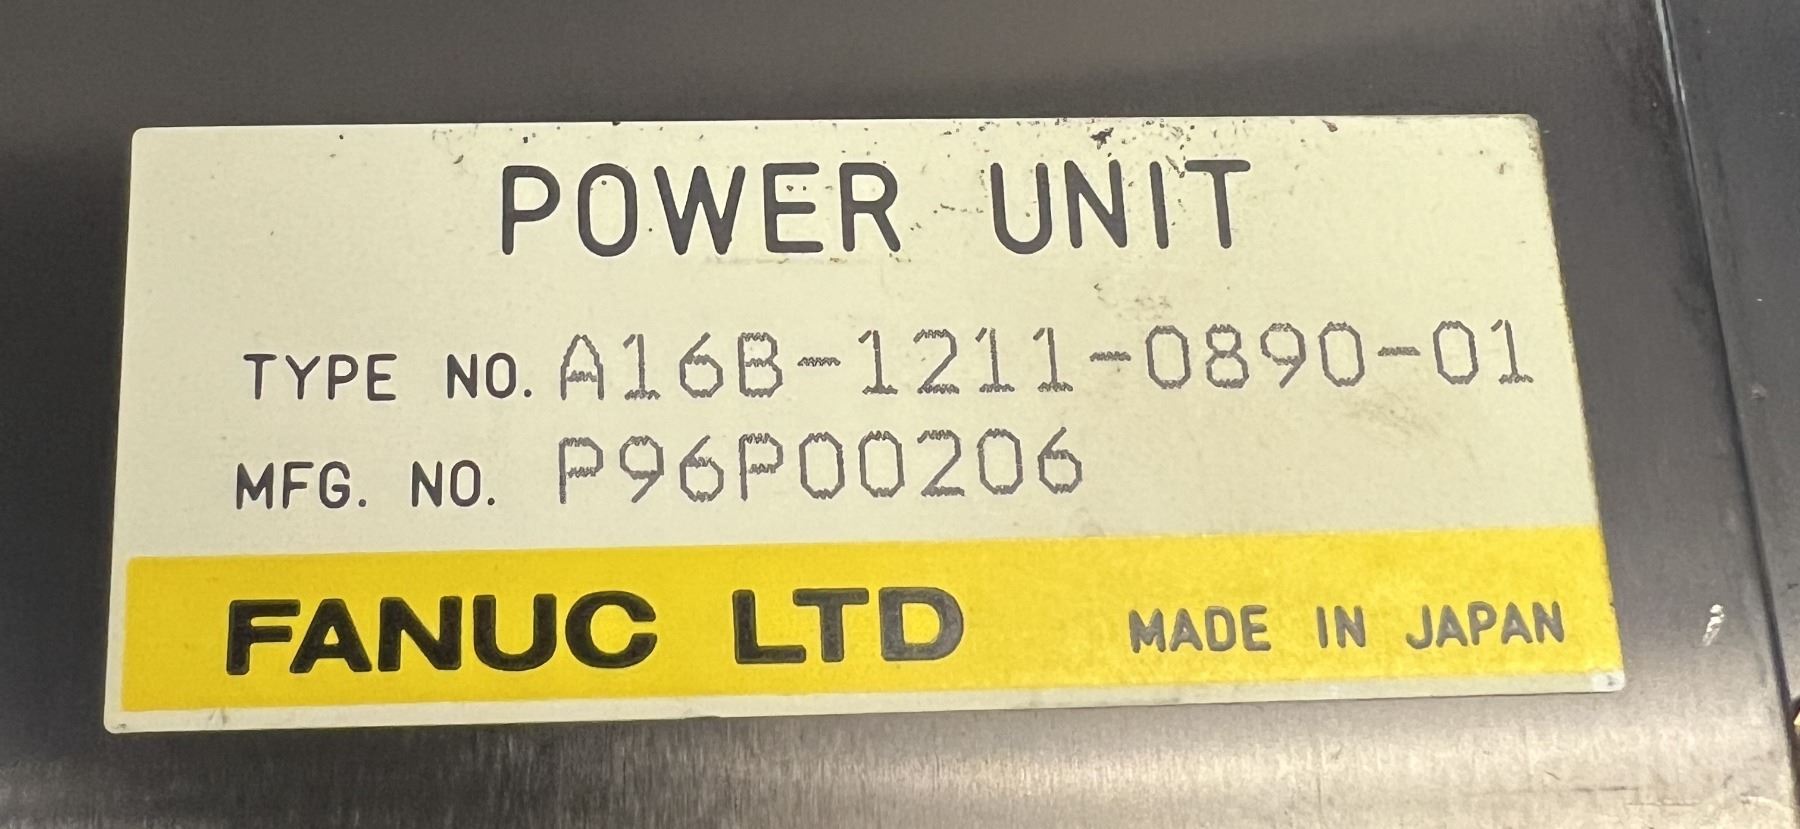 POWER UNIT
TYPE NO. A16B-1211-0890-01
MFG. NO. P96P00206
FANUC LTD MADE IN JAPAN